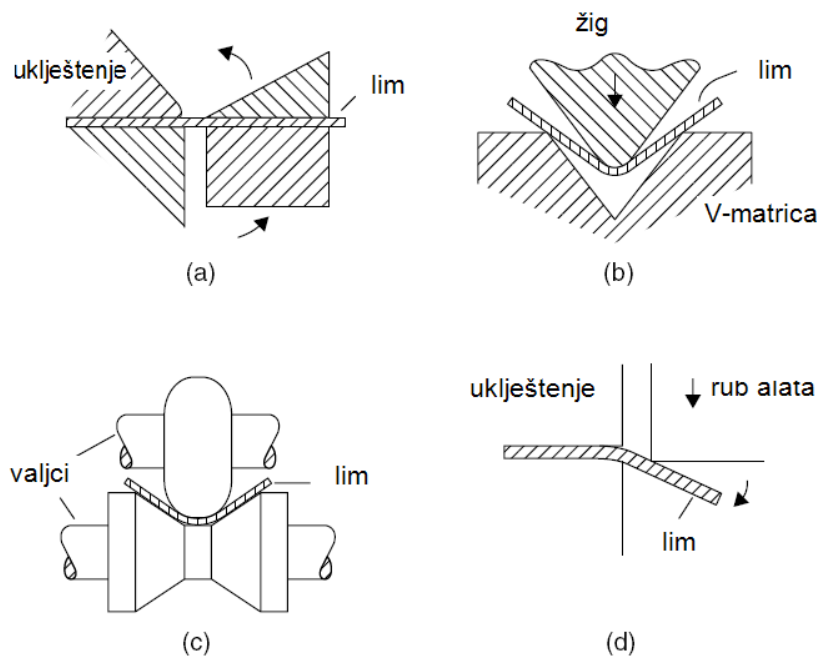 uklještenje
lim
(a)
žig
lim
V-matrica
(b)
valjci
lim
(c)
uklještenje
rub alata
lim
(d)